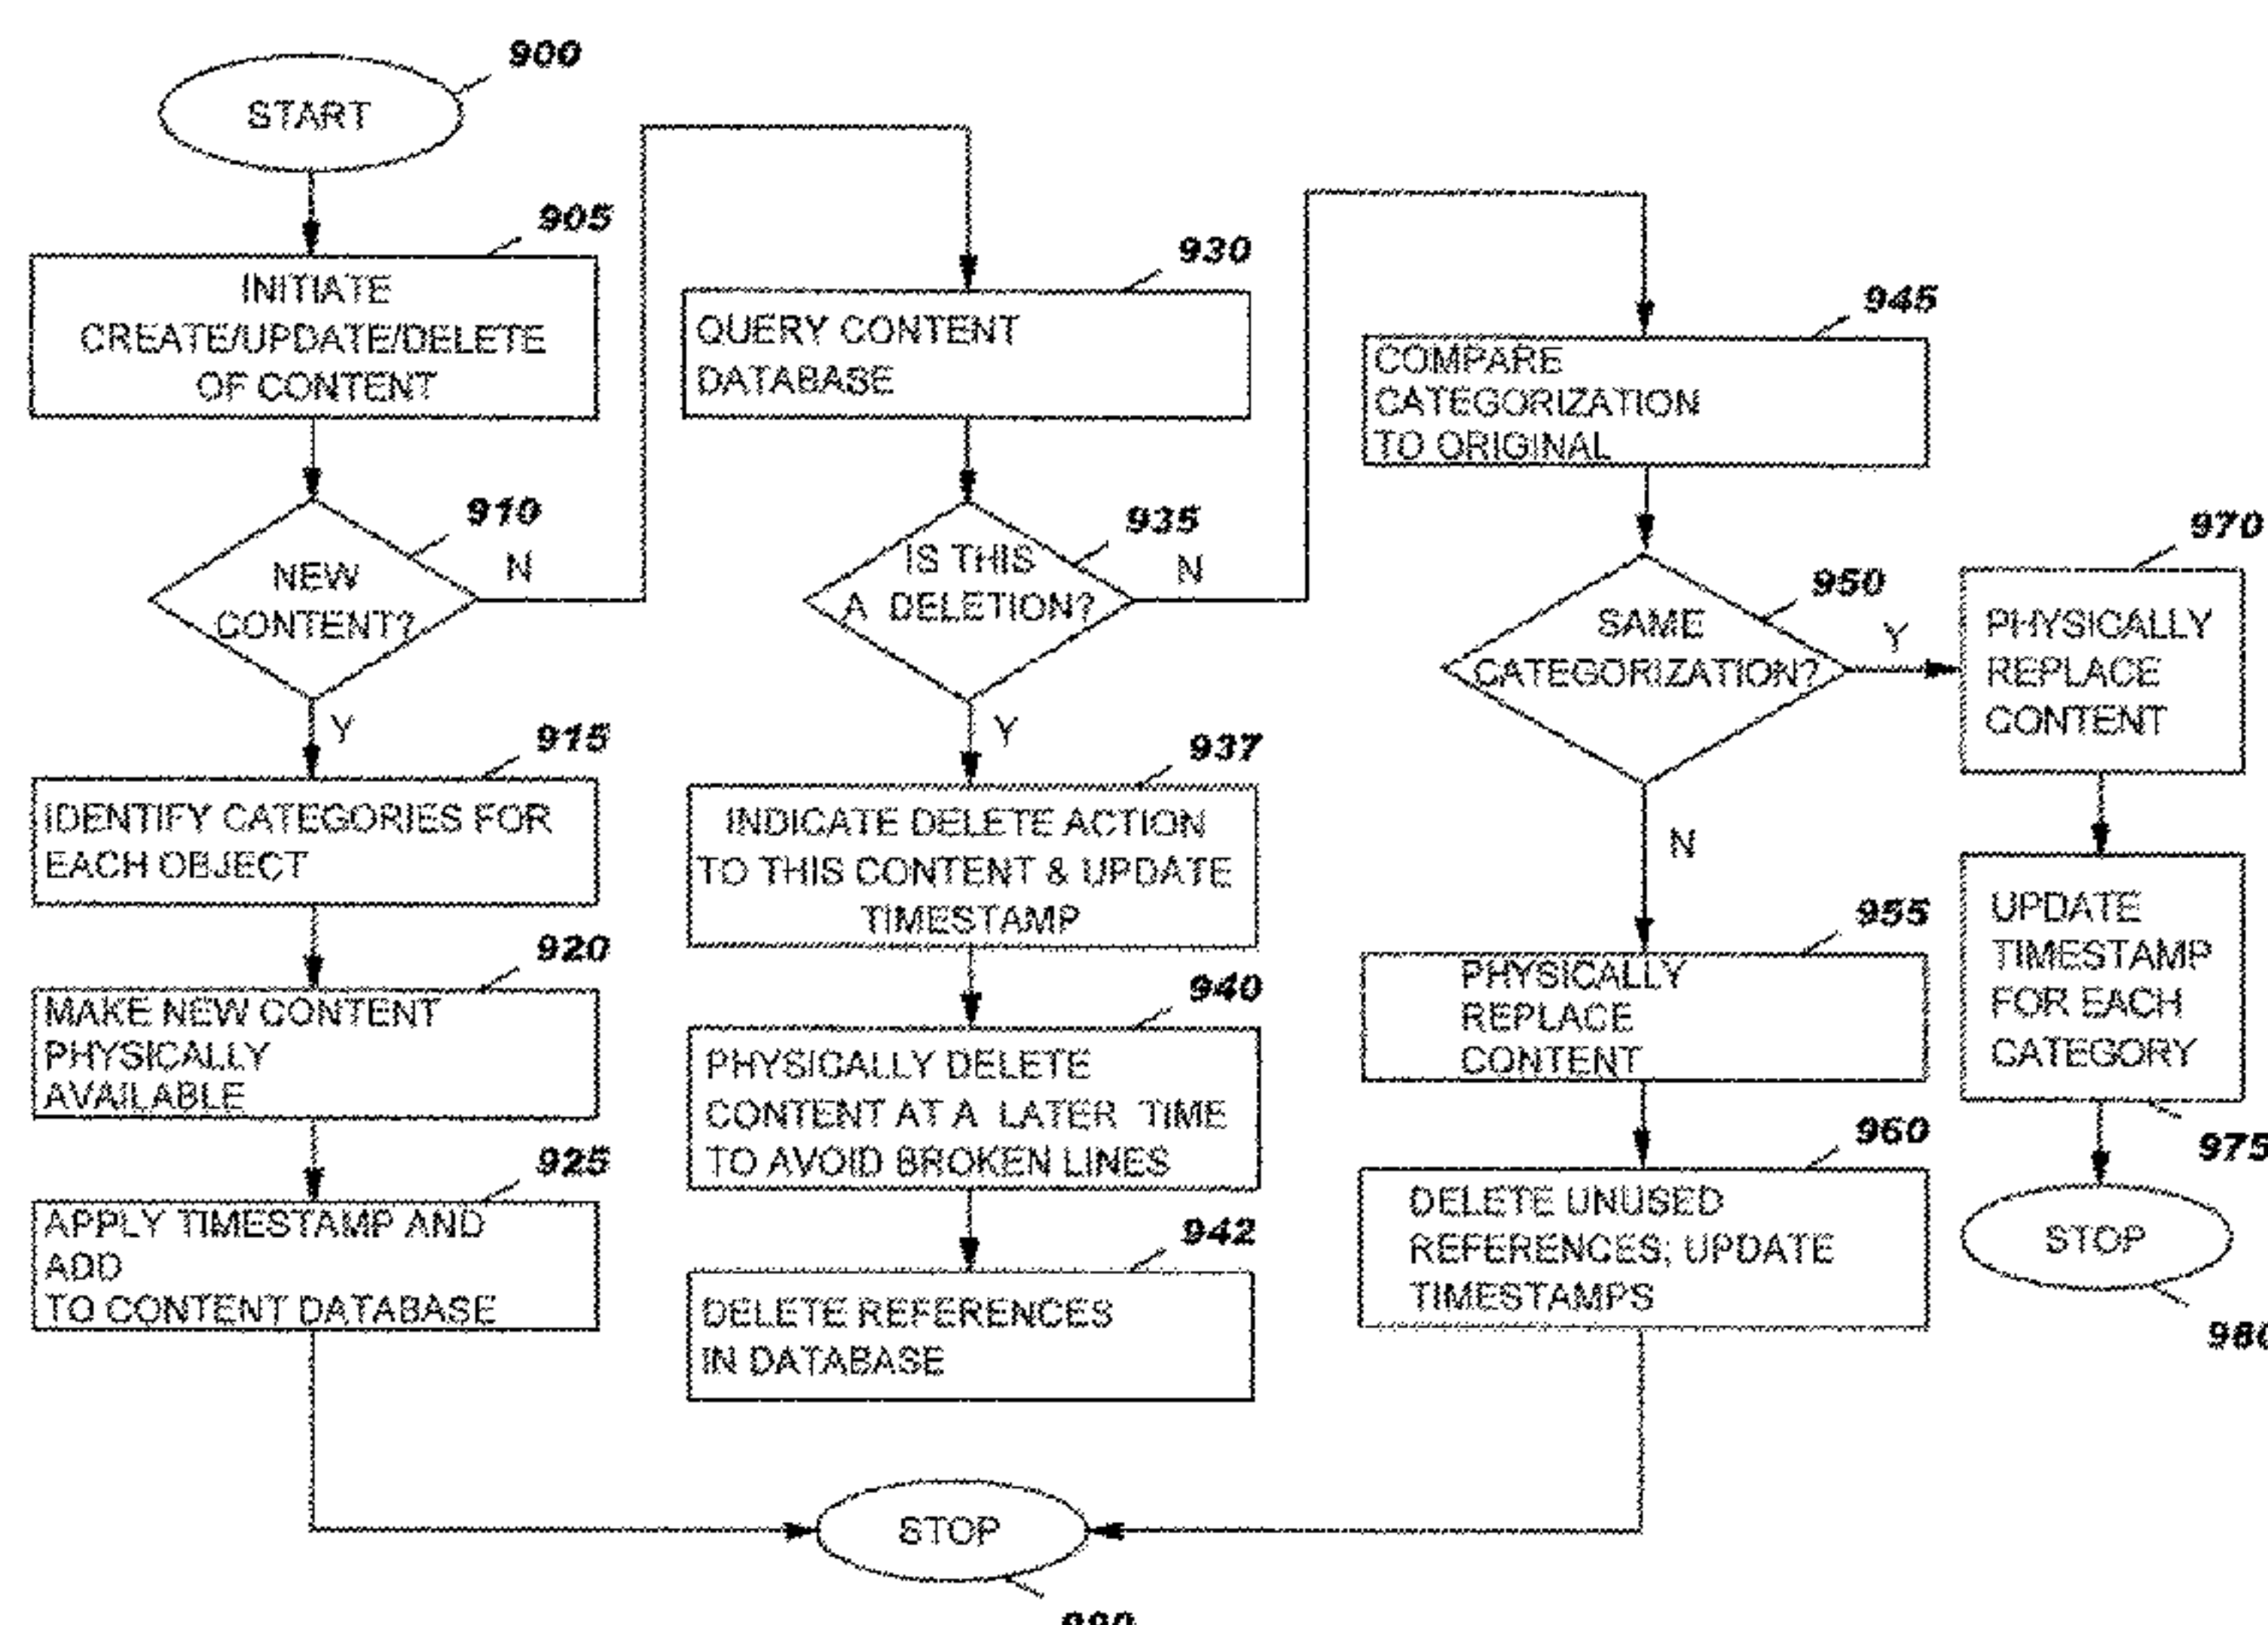 900
START
905
INITIATE
CREATE/UPDATE/DELETE
OF CONTENT
910
NEW
CONTENT?
N
Y
915
IDENTIFY CATEGORIES FOR
EACH OBJECT
920
MAKE NEW CONTENT
PHYSICALLY
AVAILABLE
925
APPLY TIMESTAMP AND
ADD
TO CONTENT DATABASE
930
QUERY CONTENT
DATABASE
935
IS THIS
A DELETION?
N
Y
937
INDICATE DELETE ACTION
TO THIS CONTENT & UPDATE
TIMESTAMP
940
PHYSICALLY DELETE
CONTENT AT A LATER TIME
TO AVOID BROKEN LINES
942
DELETE REFERENCES
IN DATABASE
STOP
945
COMPARE
CATEGORIZATION
TO ORIGINAL
950
SAME
CATEGORIZATION?
Y
N
955
PHYSICALLY
REPLACE
CONTENT
960
DELETE UNUSED
REFERENCES; UPDATE
TIMESTAMPS
970
PHYSICALLY
REPLACE
CONTENT
UPDATE
TIMESTAMP
FOR EACH
CATEGORY
975
STOP